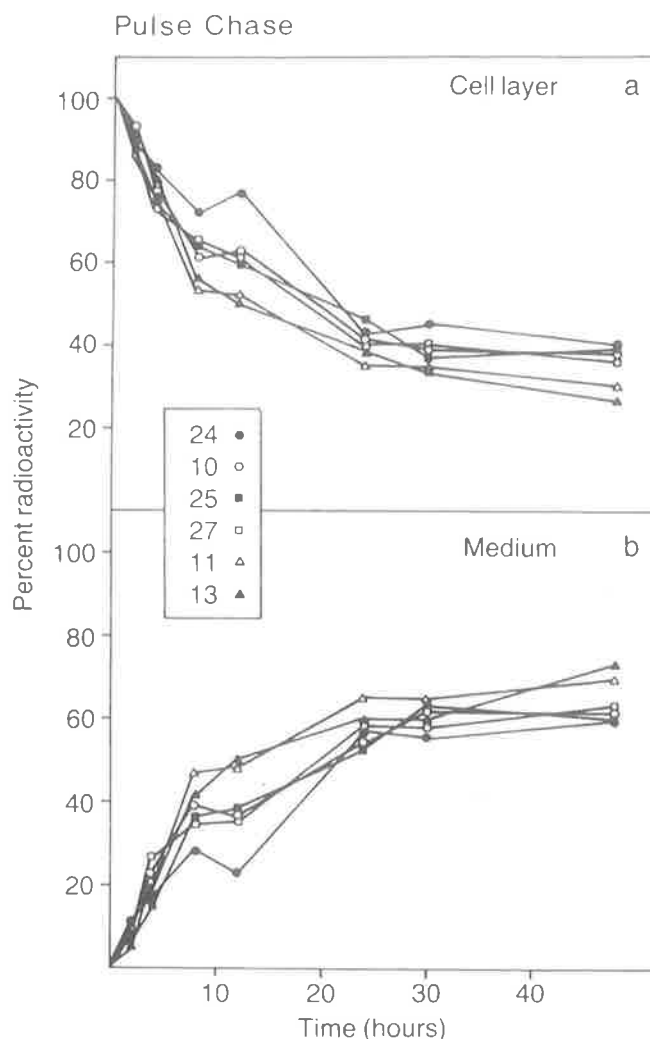 Pulse Chase
Cell layer a
100
80
60
40
20
24
10
25
27
11
13
Percent radioactivity
Medium b
100
80
60
40
20
10 20 30 40
Time (hours)